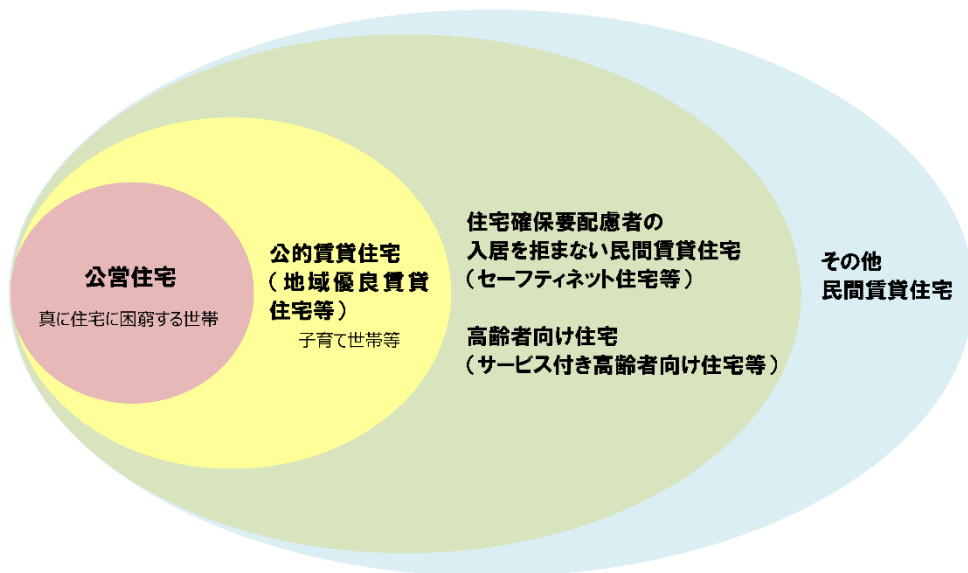 公営住宅
真に住宅に困窮する世帯
公的賃貸住宅
（地域優良賃貸
住宅等）
子育て世帯等
住宅確保要配慮者の
入居を拒まない民間賃貸住宅
（セーフティネット住宅等）
高齢者向け住宅
（サービス付き高齢者向け住宅等）
その他
民間賃貸住宅